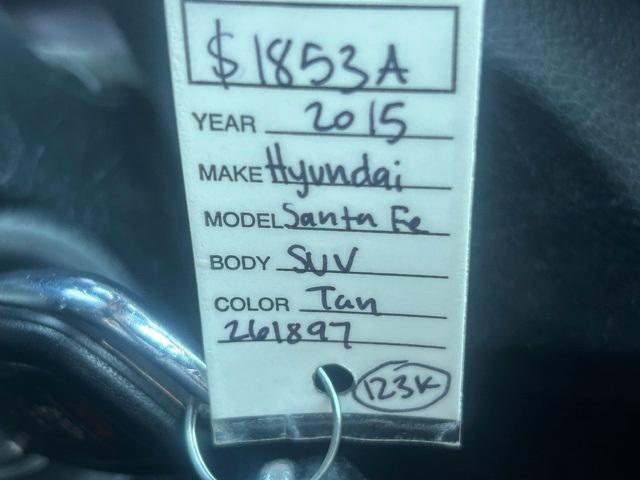 $1853A
YEAR 2015
MAKE Hyundai
MODEL Santa Fe
BODY SUV
COLOR Tan
261897
123K